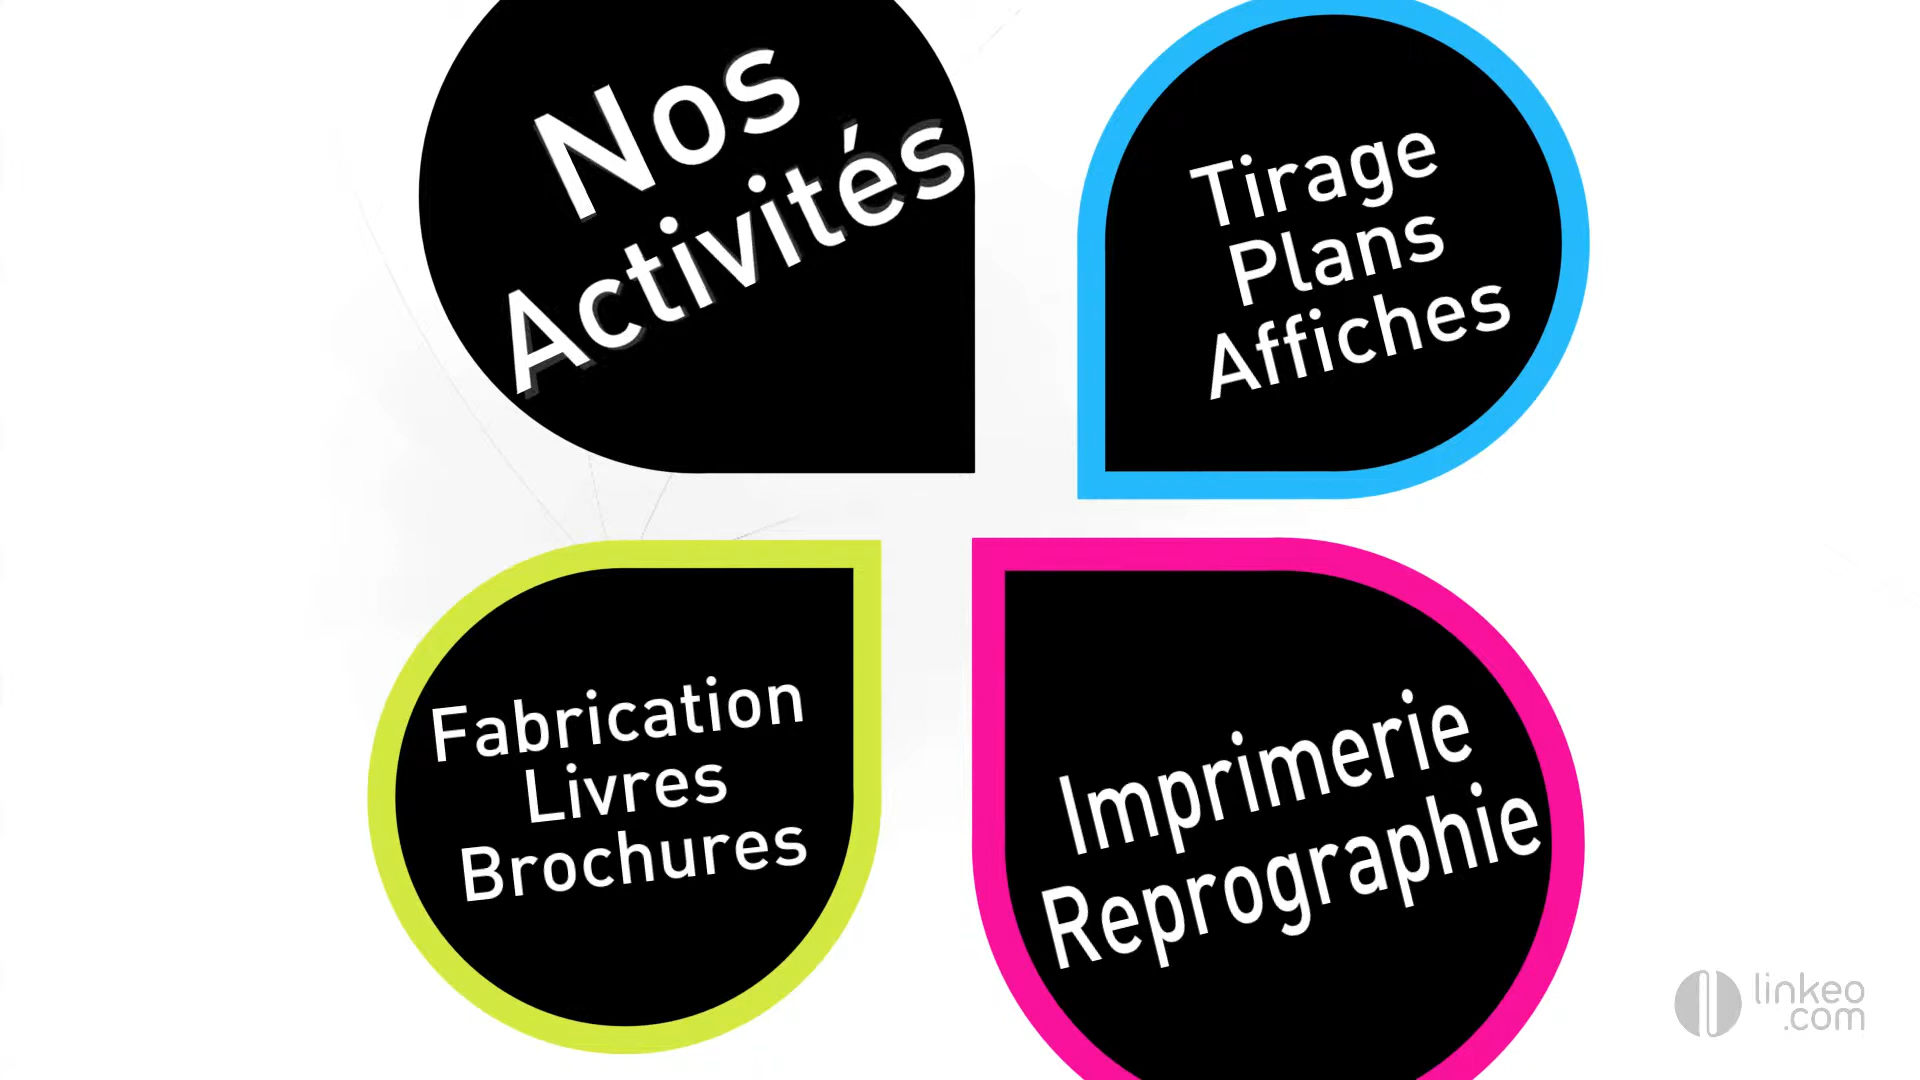 Nos
Activités
Tirage
Plans
Affiches
Fabrication
Livres
Brochures
Imprimerie
Reprographie
linkeo
.com